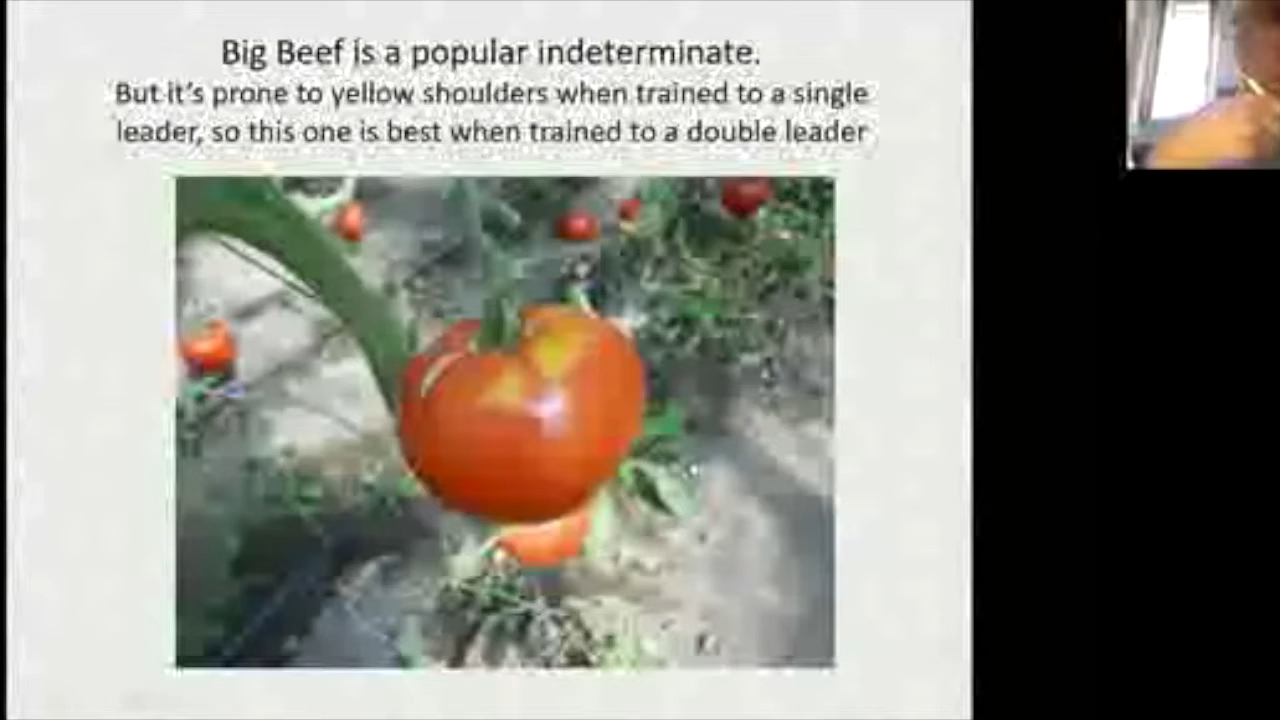 Big Beef is a popular indeterminate.
But it's prone to yellow shoulders when trained to a single
leader, so this one is best when trained to a double leader